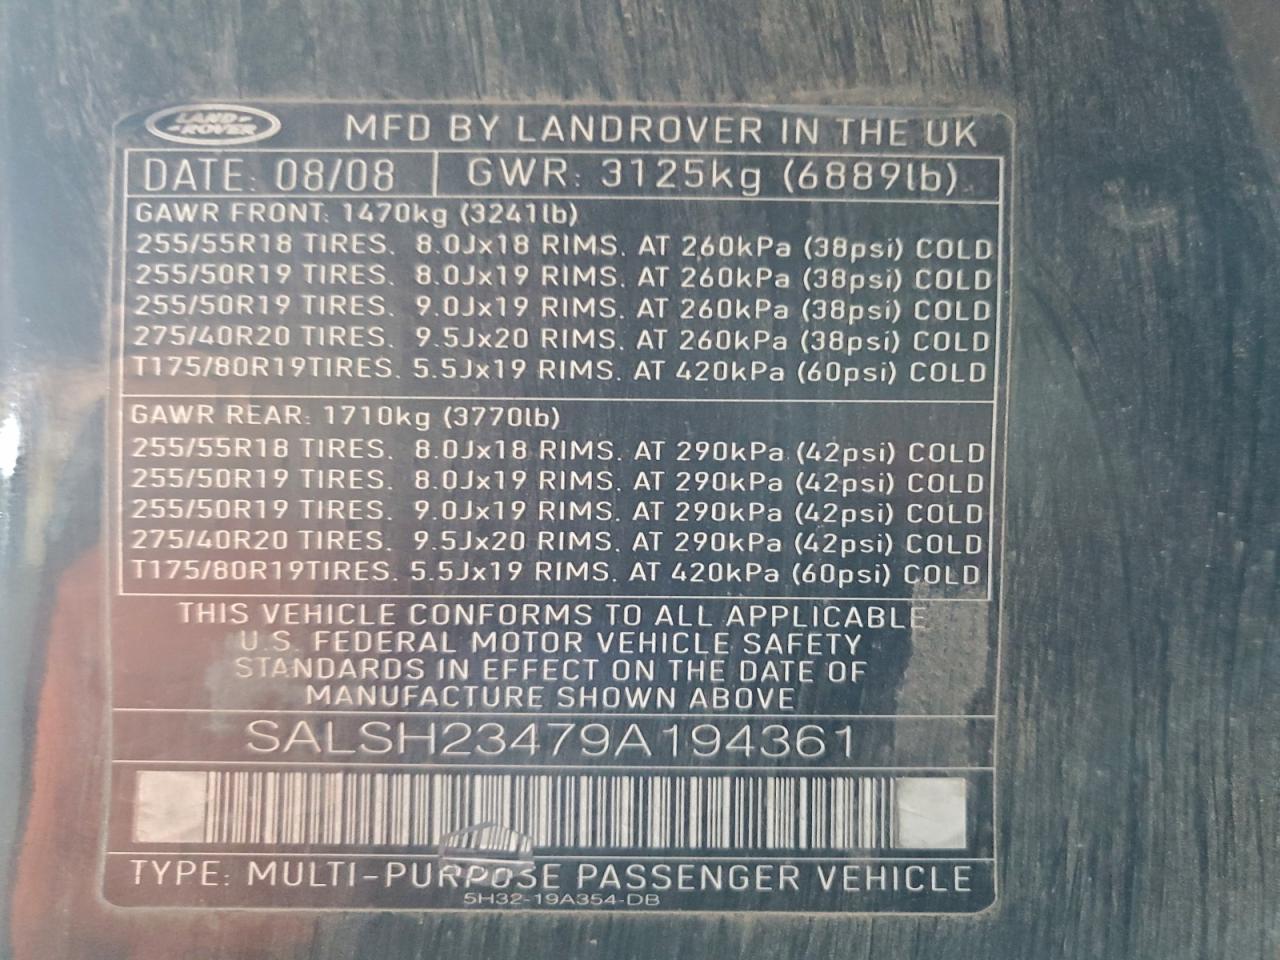 LAND-
-ROVER
MFD BY LANDROVER IN THE UK
DATE: 08/08 GWR: 3125kg (6889lb)
GAWR FRONT: 1470kg (3241lb)
255/55R18 TIRES. 8.0Jx18 RIMS. AT 260kPa (38psi) COLD
255/50R19 TIRES. 8.0Jx19 RIMS. AT 260kPa (38psi) COLD
255/50R19 TIRES. 9.0Jx19 RIMS. AT 260kPa (38psi) COLD
275/40R20 TIRES. 9.5Jx20 RIMS. AT 260kPa (38psi) COLD
T175/80R19TIRES. 5.5Jx19 RIMS. AT 420kPa (60psi) COLD
GAWR REAR: 1710kg (3770lb)
255/55R18 TIRES. 8.0Jx18 RIMS. AT 290kPa (42psi) COLD
255/50R19 TIRES. 8.0Jx19 RIMS. AT 290kPa (42psi) COLD
255/50R19 TIRES. 9.0Jx19 RIMS. AT 290kPa (42psi) COLD
275/40R20 TIRES. 9.5Jx20 RIMS. AT 290kPa (42psi) COLD
T175/80R19TIRES. 5.5Jx19 RIMS. AT 420kPa (60psi) COLD
THIS VEHICLE CONFORMS TO ALL APPLICABLE
U.S. FEDERAL MOTOR VEHICLE SAFETY
STANDARDS IN EFFECT ON THE DATE OF
MANUFACTURE SHOWN ABOVE
SALSH23479A194361
TYPE: MULTI-PURPOSE PASSENGER VEHICLE
5H32-19A354-DB